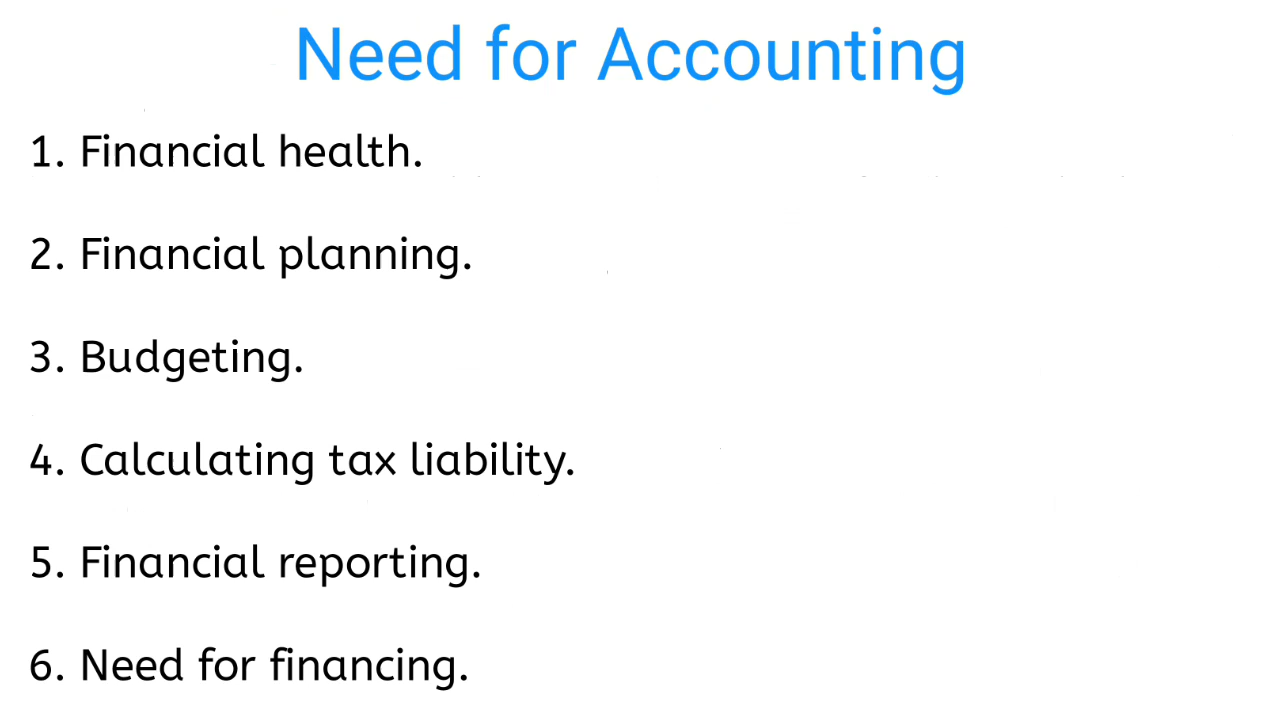 Need for Accounting
1. Financial health.
2. Financial planning.
3. Budgeting.
4. Calculating tax liability.
5. Financial reporting.
6. Need for financing.